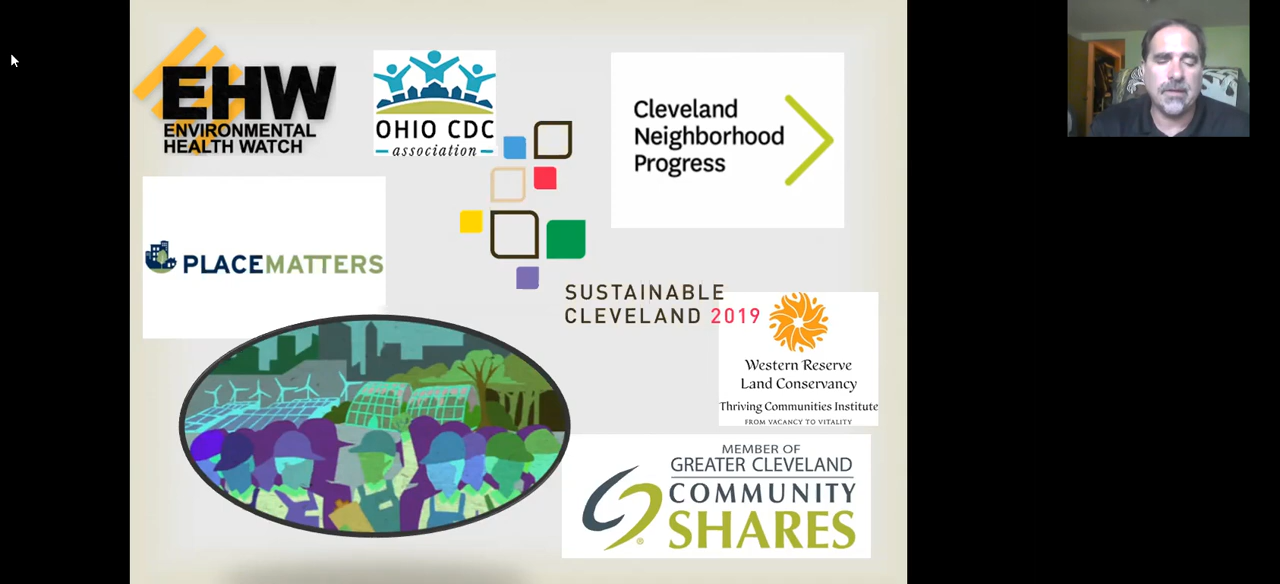 EHW
ENVIRONMENTAL
HEALTH WATCH
OHIO CDC
association
Cleveland
Neighborhood
Progress
PLACEMATTERS
SUSTAINABLE
CLEVELAND 2019
Western Reserve
Land Conservancy
Thriving Communities Institute
FROM VACANCY TO VITALITY
MEMBER OF
GREATER CLEVELAND
COMMUNITY
SHARES
®